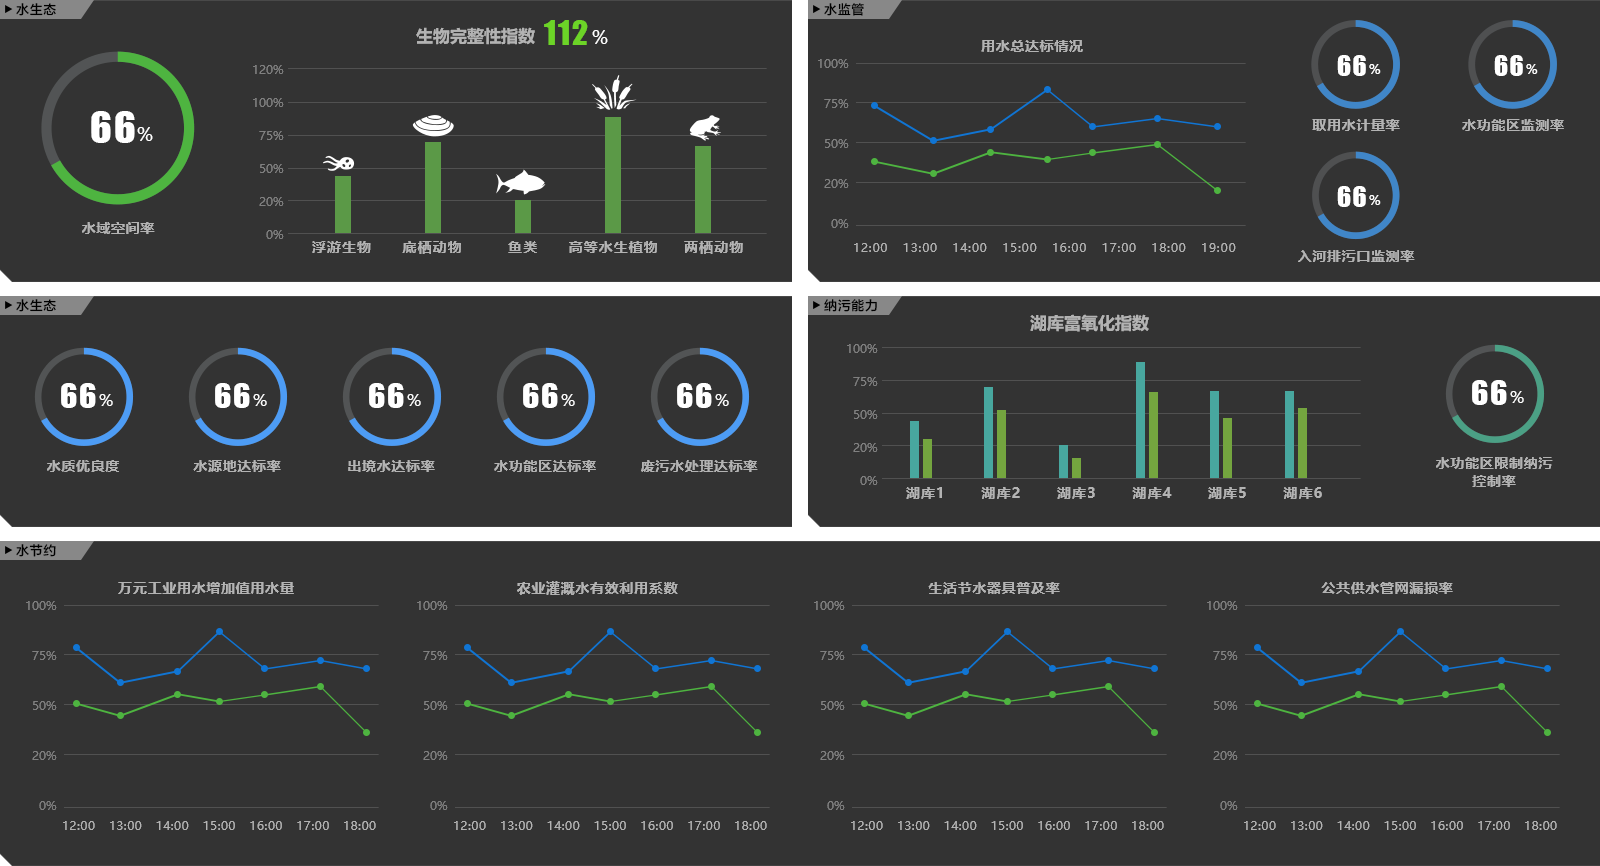 水生态
66%
水域空间率
生物完整性指数 112 %
120%
100%
75%
50%
20%
0%
浮游生物 底栖动物 鱼类 高等水生植物 两栖动物
水监管
用水总达标情况
100%
75%
50%
20%
0%
12:00 13:00 14:00 15:00 16:00 17:00 18:00 19:00
66%
取用水计量率
66%
水功能区监测率
66%
入河排污口监测率
水生态
66% 66% 66% 66% 66%
水质优良度 水源地达标率 出境水达标率 水功能区达标率 废污水处理达标率
纳污能力
湖库富氧化指数
100%
75%
50%
20%
0%
湖库1 湖库2 湖库3 湖库4 湖库5 湖库6
66%
水功能区限制纳污
控制率
水节约
万元工业用水增加值用水量
100%
75%
50%
20%
0%
12:00 13:00 14:00 15:00 16:00 17:00 18:00
农业灌溉水有效利用系数
100%
75%
50%
20%
0%
12:00 13:00 14:00 15:00 16:00 17:00 18:00
生活节水器具普及率
100%
75%
50%
20%
0%
12:00 13:00 14:00 15:00 16:00 17:00 18:00
公共供水管网漏损率
100%
75%
50%
20%
0%
12:00 13:00 14:00 15:00 16:00 17:00 18:00